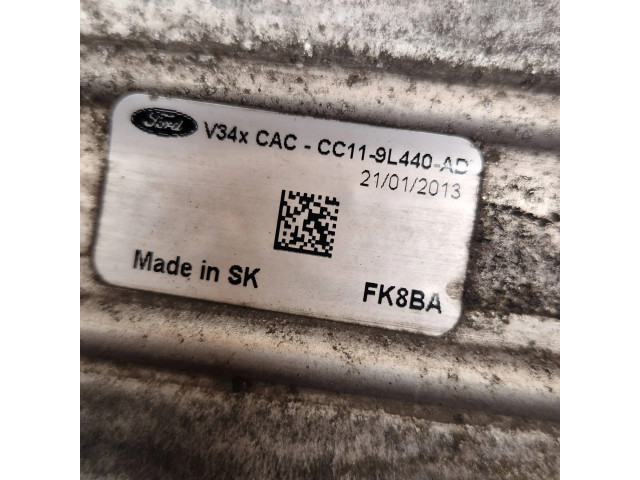 Ford V34x CAC - CC11-9L440-AD
21/01/2013
Made in SK
FK8BA